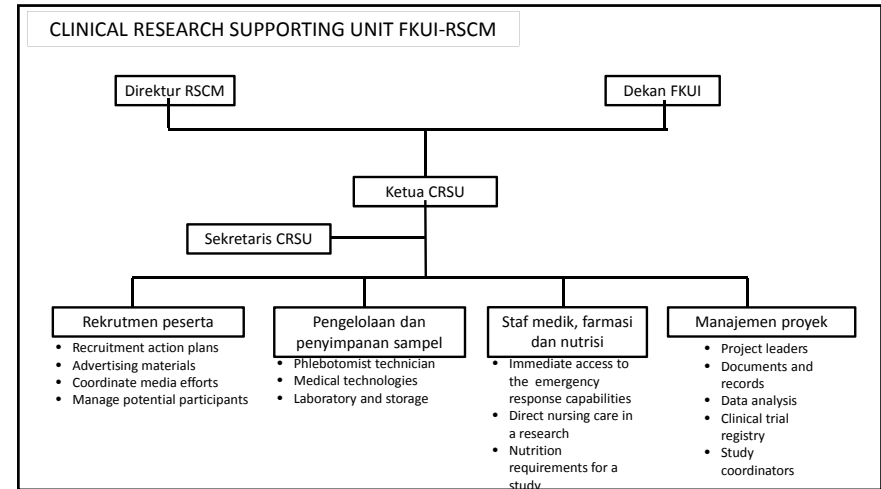 CLINICAL RESEARCH SUPPORTING UNIT FKUI-RSCM
Direktur RSCM
Dekan FKUI
Ketua CRSU
Sekretaris CRSU
Rekrutmen peserta
• Recruitment action plans
• Advertising materials
• Coordinate media efforts
• Manage potential participants
Pengelolaan dan
penyimpanan sampel
• Phlebotomist technician
• Medical technologies
• Laboratory and storage
Staf medik, farmasi
dan nutrisi
• Immediate access to
the emergency
response capabilities
• Direct nursing care in
a research
• Nutrition
requirements for a
study
Manajemen proyek
• Project leaders
• Documents and
records
• Data analysis
• Clinical trial
registry
• Study
coordinators